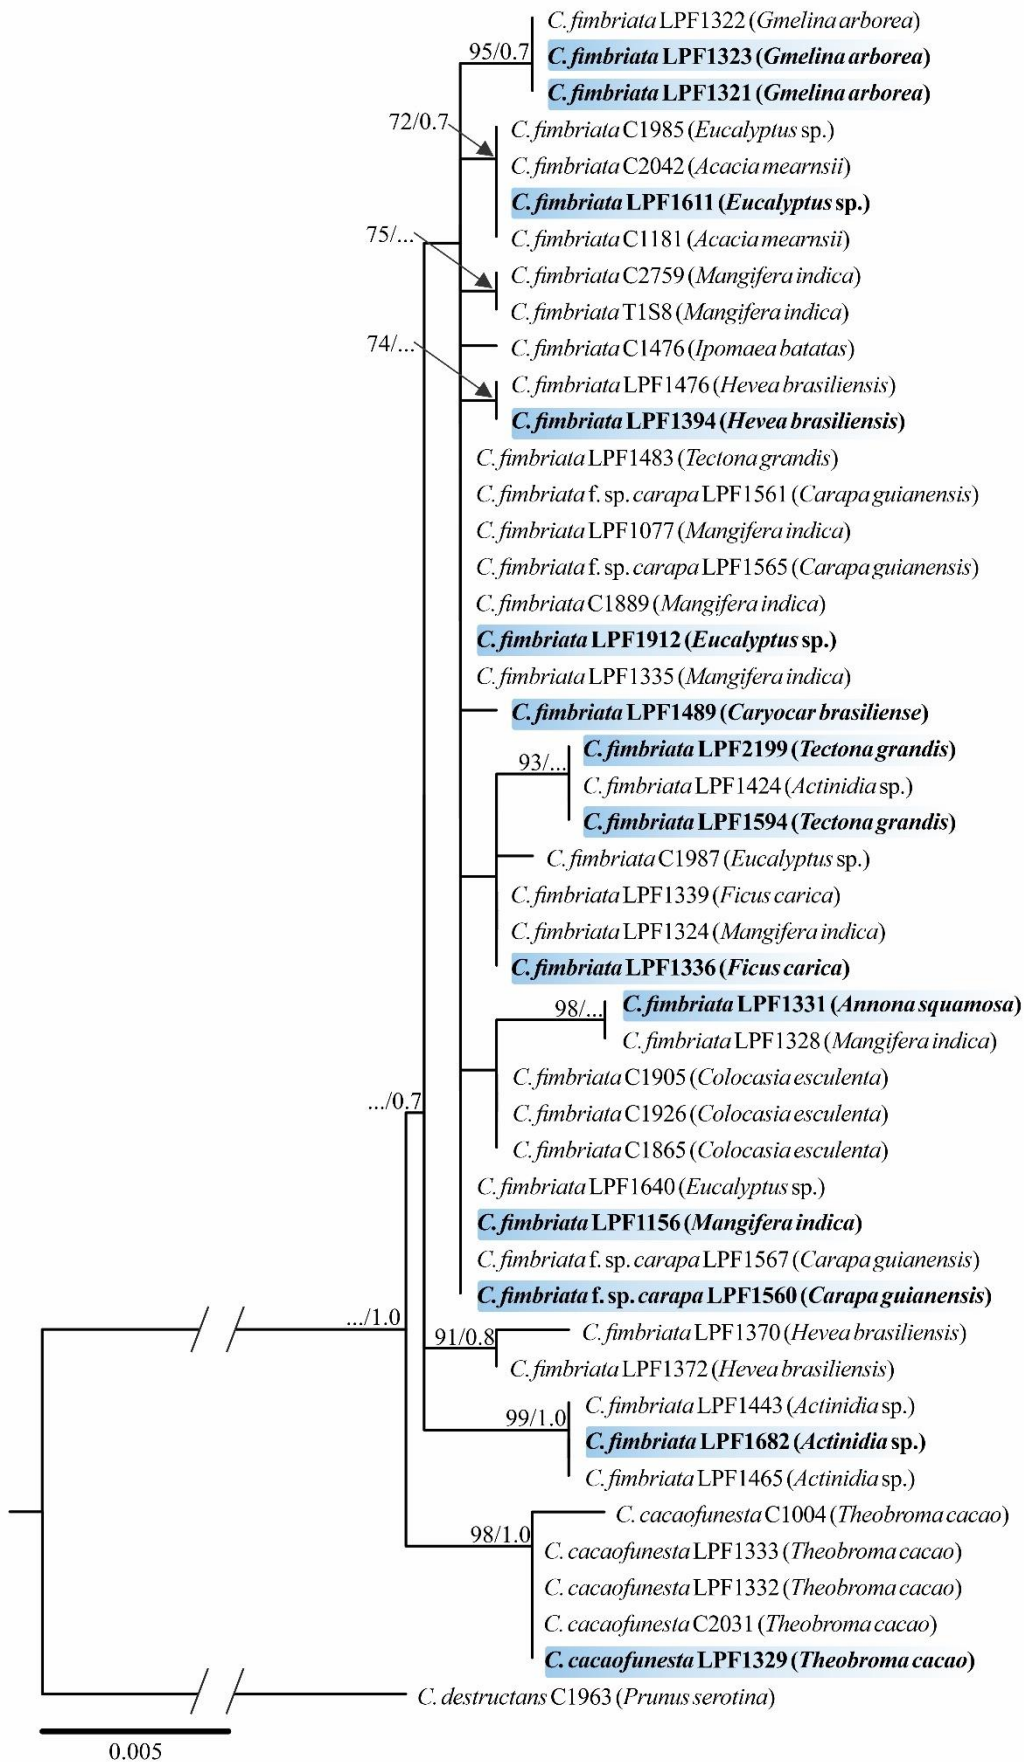 C. fimbriata LPF1322 (Gmelina arborea)
95/0.7
C. fimbriata LPF1323 (Gmelina arborea)
C. fimbriata LPF1321 (Gmelina arborea)
72/0.7
C. fimbriata C1985 (Eucalyptus sp.)
C. fimbriata C2042 (Acacia mearnsii)
C. fimbriata LPF1611 (Eucalyptus sp.)
75/...
C. fimbriata C1181 (Acacia mearnsii)
C. fimbriata C2759 (Mangifera indica)
C. fimbriata T1S8 (Mangifera indica)
74/...
C. fimbriata C1476 (Ipomaea batatas)
C. fimbriata LPF1476 (Hevea brasiliensis)
C. fimbriata LPF1394 (Hevea brasiliensis)
C. fimbriata LPF1483 (Tectona grandis)
C. fimbriata f. sp. carapa LPF1561 (Carapa guianensis)
C. fimbriata LPF1077 (Mangifera indica)
C. fimbriata f. sp. carapa LPF1565 (Carapa guianensis)
C. fimbriata C1889 (Mangifera indica)
C. fimbriata LPF1912 (Eucalyptus sp.)
C. fimbriata LPF1335 (Mangifera indica)
C. fimbriata LPF1489 (Caryocar brasiliense)
C. fimbriata LPF2199 (Tectona grandis)
93/...
C. fimbriata LPF1424 (Actinidia sp.)
C. fimbriata LPF1594 (Tectona grandis)
C. fimbriata C1987 (Eucalyptus sp.)
C. fimbriata LPF1339 (Ficus carica)
C. fimbriata LPF1324 (Mangifera indica)
C. fimbriata LPF1336 (Ficus carica)
C. fimbriata LPF1331 (Annona squamosa)
98/...
C. fimbriata LPF1328 (Mangifera indica)
C. fimbriata C1905 (Colocasia esculenta)
.../0.7
C. fimbriata C1926 (Colocasia esculenta)
C. fimbriata C1865 (Colocasia esculenta)
C. fimbriata LPF1640 (Eucalyptus sp.)
C. fimbriata LPF1156 (Mangifera indica)
C. fimbriata f. sp. carapa LPF1567 (Carapa guianensis)
C. fimbriata f. sp. carapa LPF1560 (Carapa guianensis)
.../1.0
91/0.8
C. fimbriata LPF1370 (Hevea brasiliensis)
C. fimbriata LPF1372 (Hevea brasiliensis)
C. fimbriata LPF1443 (Actinidia sp.)
99/1.0
C. fimbriata LPF1682 (Actinidia sp.)
C. fimbriata LPF1465 (Actinidia sp.)
C. cacaofunesta C1004 (Theobroma cacao)
98/1.0
C. cacaofunesta LPF1333 (Theobroma cacao)
C. cacaofunesta LPF1332 (Theobroma cacao)
C. cacaofunesta C2031 (Theobroma cacao)
C. cacaofunesta LPF1329 (Theobroma cacao)
C. destructans C1963 (Prunus serotina)
0.005